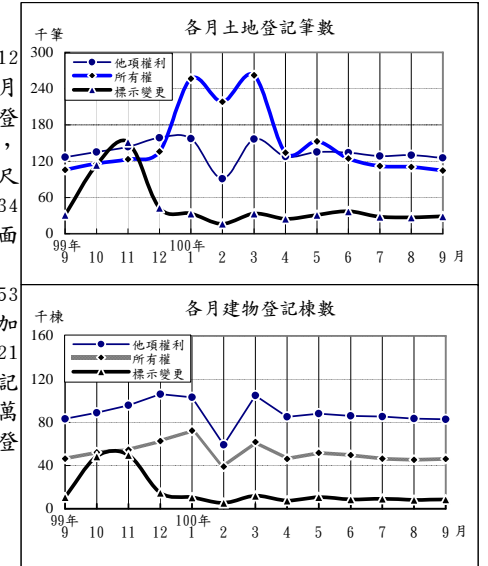 12
月
登
，
尺
34
面
53
加
21
記
萬
登
各月土地登記筆數
千筆
300
240
180
120
60
0
他項權利
所有權
標示變更
99年 100年
9 10 11 12 1 2 3 4 5 6 7 8 9 月
各月建物登記棟數
千棟
160
120
80
40
0
他項權利
所有權
標示變更
99年 100年
9 10 11 12 1 2 3 4 5 6 7 8 9 月